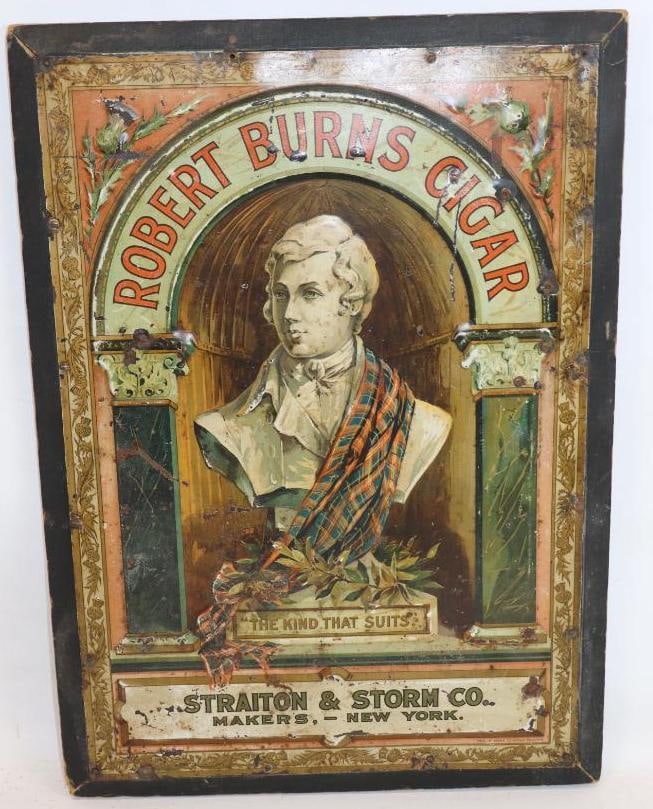 ROBERT BURNS CIGAR
"THE KIND THAT SUITS".
STRAITON & STORM CO.
MAKERS, – NEW YORK.